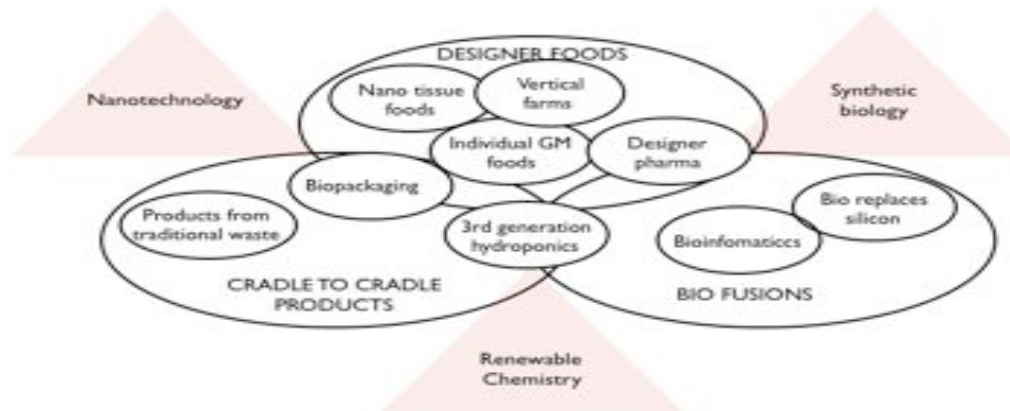 DESIGNER FOODS
Nanotechnology
Nano tissue
foods
Vertical
farms
Synthetic
biology
Individual GM
foods
Designer
pharma
Biopackaging
Products from
traditional waste
3rd generation
hydroponics
Bio replaces
silicon
Bioinfomaticcs
CRADLE TO CRADLE
PRODUCTS
BIO FUSIONS
Renewable
Chemistry